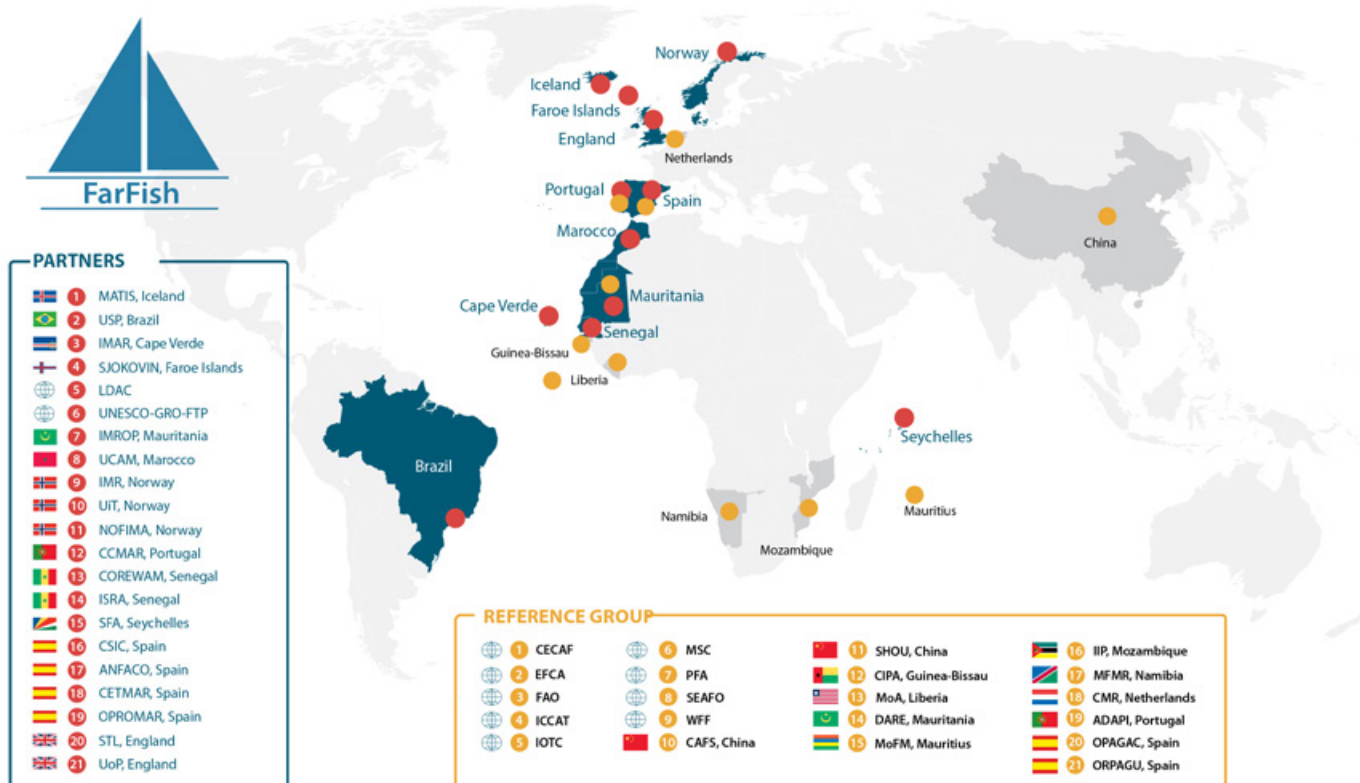 FarFish
Norway
Iceland
Faroe Islands
England
Netherlands
Portugal
Spain
Marocco
China
Mauritania
Cape Verde
Senegal
Guinea-Bissau
Liberia
Seychelles
Brazil
Mauritius
Namibia
Mozambique
PARTNERS
1 MATIS, Iceland
2 USP, Brazil
3 IMAR, Cape Verde
4 SJOKOVIN, Faroe Islands
5 LDAC
6 UNESCO-GRO-FTP
7 IMROP, Mauritania
8 UCAM, Marocco
9 IMR, Norway
10 UiT, Norway
11 NOFIMA, Norway
12 CCMAR, Portugal
13 COREWAM, Senegal
14 ISRA, Senegal
15 SFA, Seychelles
16 CSIC, Spain
17 ANFACO, Spain
18 CETMAR, Spain
19 OPROMAR, Spain
20 STL, England
21 UoP, England
REFERENCE GROUP
1 CECAF
2 EFCA
3 FAO
4 ICCAT
5 IOTC
6 MSC
7 PFA
8 SEAFO
9 WFF
10 CAFS, China
11 SHOU, China
12 CIPA, Guinea-Bissau
13 MoA, Liberia
14 DARE, Mauritania
15 MoFM, Mauritius
16 IIP, Mozambique
17 MFMR, Namibia
18 CMR, Netherlands
19 ADAPI, Portugal
20 OPAGAC, Spain
21 ORPAGU, Spain